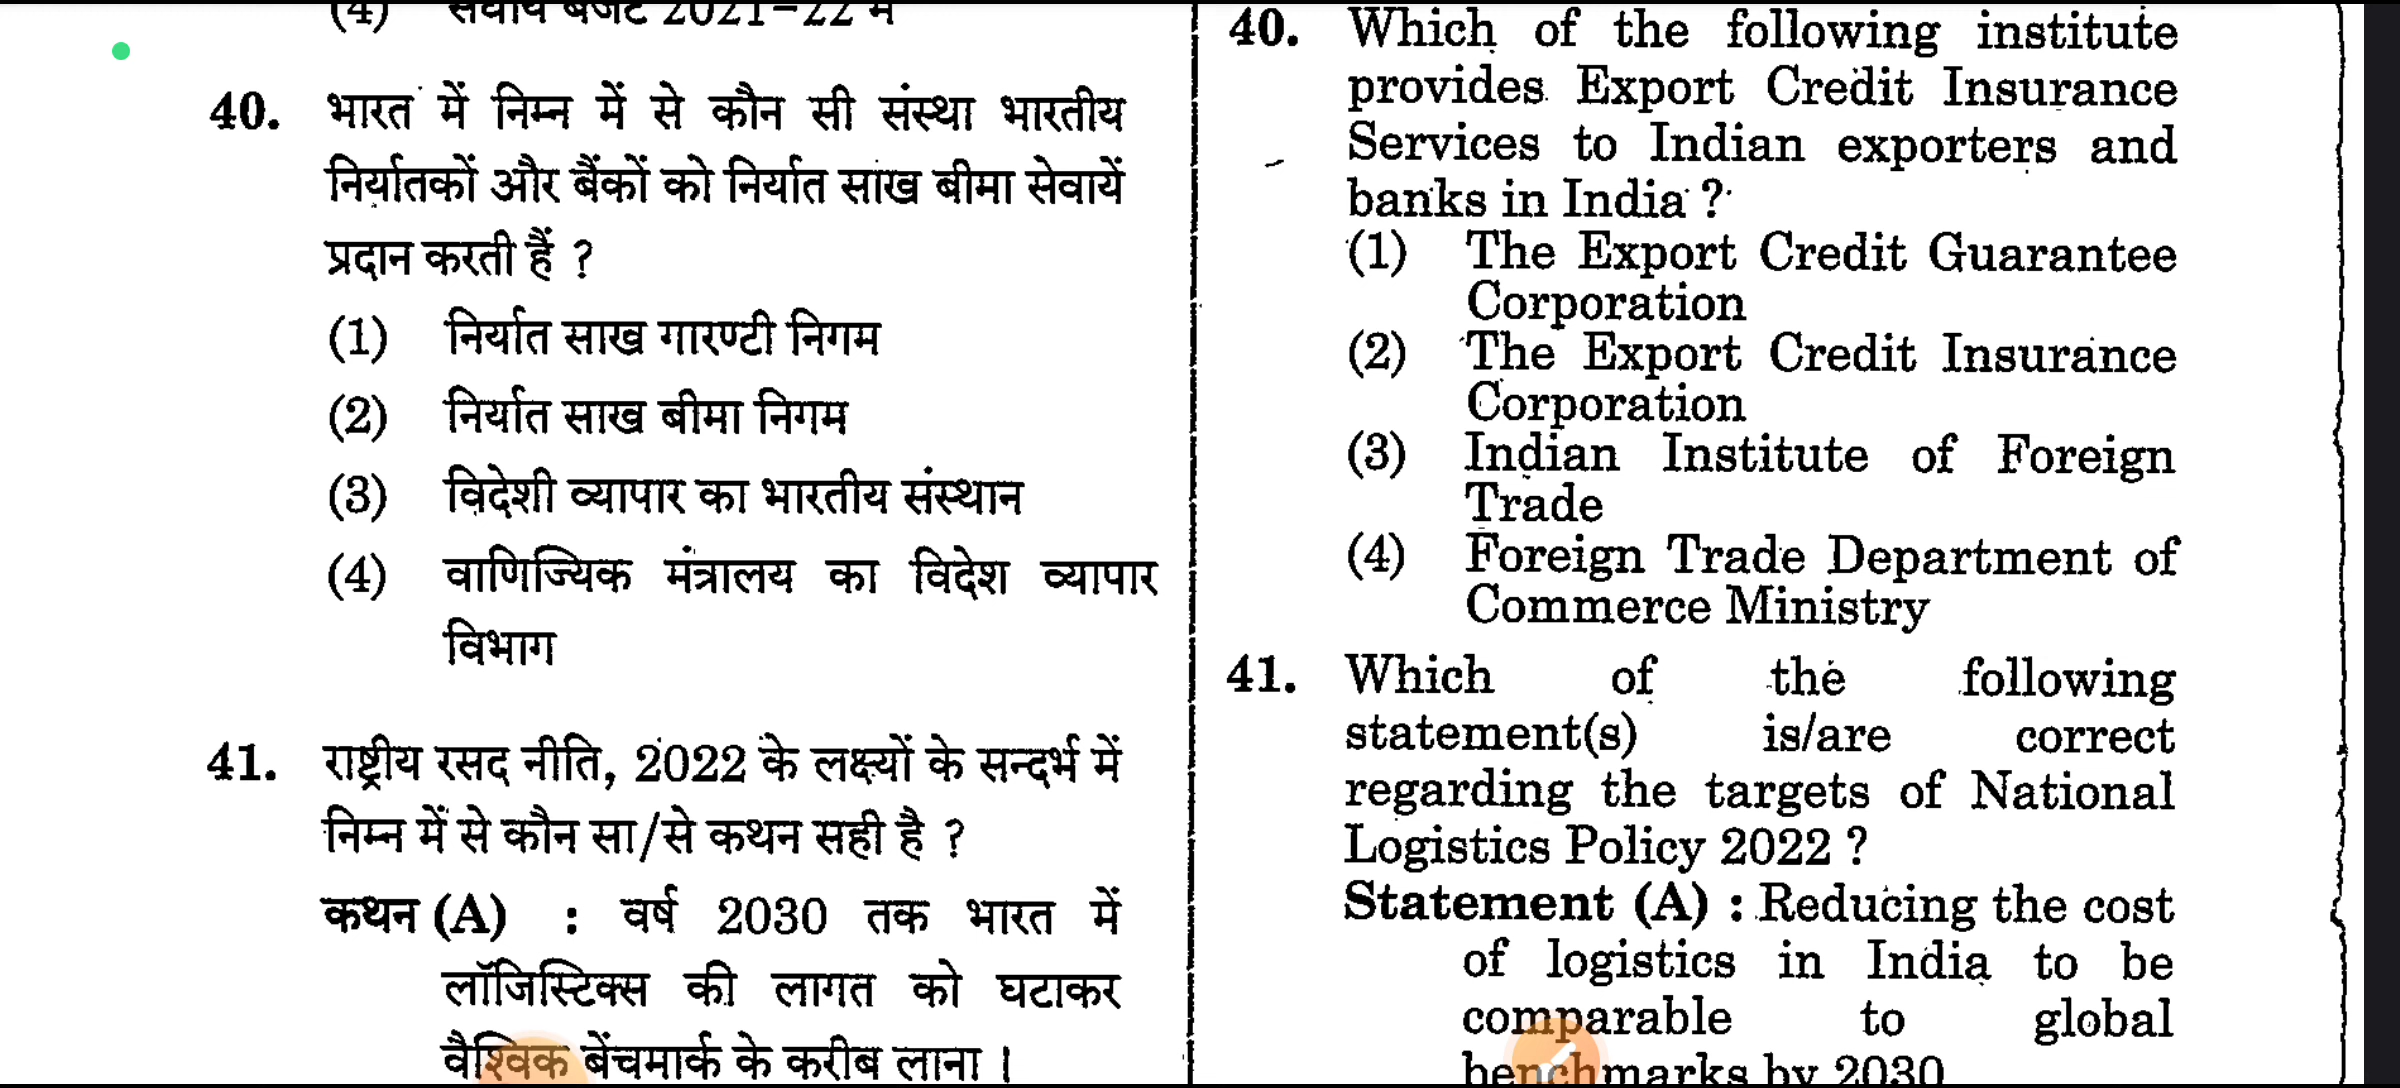 (4) संघीय बजट 2021–22 में
40. भारत में निम्न में से कौन सी संस्था भारतीय
निर्यातकों और बैंकों को निर्यात साख बीमा सेवायें
प्रदान करती हैं ?
(1) निर्यात साख गारण्टी निगम
(2) निर्यात साख बीमा निगम
(3) विदेशी व्यापार का भारतीय संस्थान
(4) वाणिज्यिक मंत्रालय का विदेश व्यापार
विभाग
41. राष्ट्रीय रसद नीति, 2022 के लक्ष्यों के सन्दर्भ में
निम्न में से कौन सा/से कथन सही है ?
कथन (A) : वर्ष 2030 तक भारत में
लॉजिस्टिक्स की लागत को घटाकर
वैश्विक बेंचमार्क के करीब लाना ।
40. Which of the following institute
provides Export Credit Insurance
Services to Indian exporters and
banks in India ?
(1) The Export Credit Guarantee
Corporation
(2) The Export Credit Insurance
Corporation
(3) Indian Institute of Foreign
Trade
(4) Foreign Trade Department of
Commerce Ministry
41. Which of the following
statement(s) is/are correct
regarding the targets of National
Logistics Policy 2022 ?
Statement (A) : Reducing the cost
of logistics in India to be
comparable to global
benchmarks by 2030